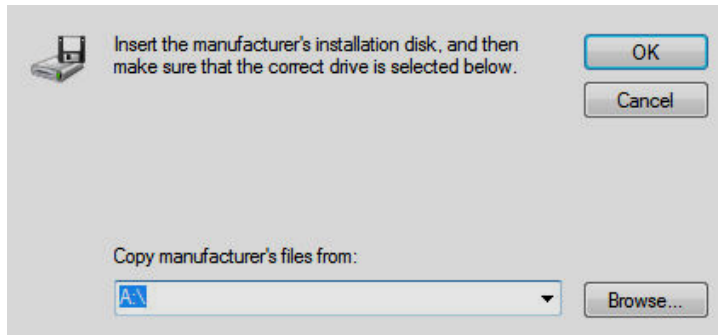 Insert the manufacturer's installation disk, and then
make sure that the correct drive is selected below.
OK
Cancel
Copy manufacturer's files from:
A:\
Browse...